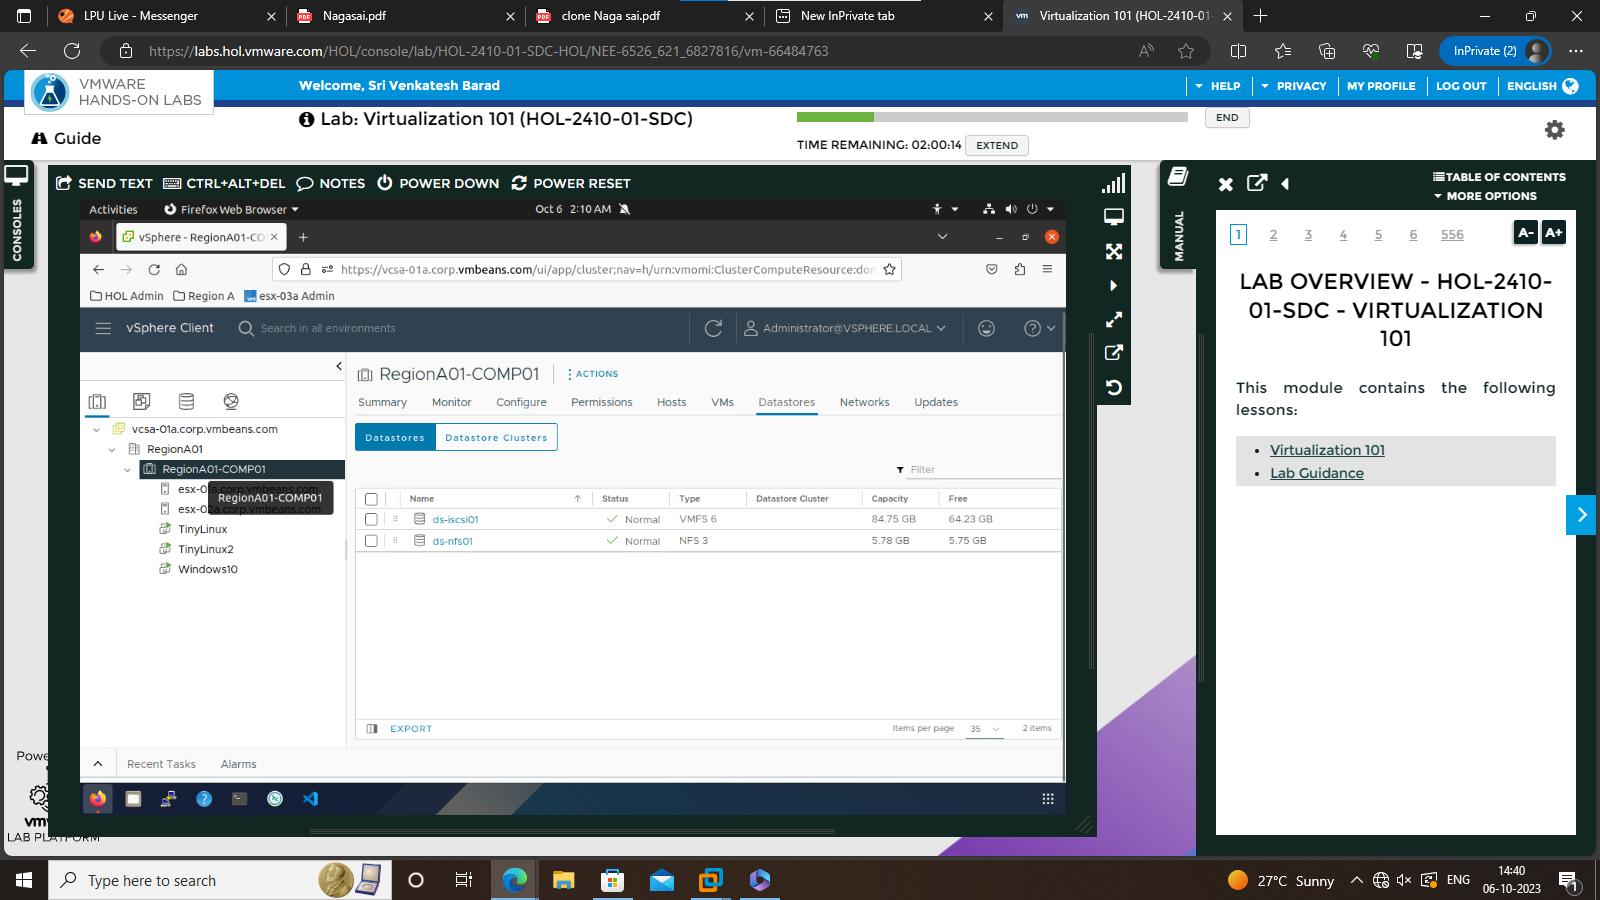 LPU Live - Messenger
Nagasai.pdf
clone Naga sai.pdf
New InPrivate tab
Virtualization 101 (HOL-2410-01-
https://labs.hol.vmware.com/HOL/console/lab/HOL-2410-01-SDC-HOL/NEE-6526_621_6827816/vm-66484763
InPrivate (2)
VMWARE
HANDS-ON LABS
Welcome, Sri Venkatesh Barad
HELP
PRIVACY
MY PROFILE
LOG OUT
ENGLISH
Guide
Lab: Virtualization 101 (HOL-2410-01-SDC)
END
TIME REMAINING: 02:00:14
EXTEND
CONSOLES
SEND TEXT
CTRL+ALT+DEL
NOTES
POWER DOWN
POWER RESET
Activities
Firefox Web Browser
Oct 6 2:10 AM
vSphere - RegionA01-CO
https://vcsa-01a.corp.vmbeans.com/ui/app/cluster;nav=h/urn:vmomi:ClusterComputeResource:dor
HOL Admin
Region A
vm
esx-03a Admin
vSphere Client
Search in all environments
Administrator@VSPHERE.LOCAL
vcsa-01a.corp.vmbeans.com
RegionA01
RegionA01-COMP01
esx-01a.corp.vmbeans.com
RegionA01-COMP01
esx-02a.corp.vmbeans.com
TinyLinux
TinyLinux2
Windows10
RegionA01-COMP01
ACTIONS
Summary
Monitor
Configure
Permissions
Hosts
VMs
Datastores
Networks
Updates
Datastores
Datastore Clusters
Filter
Name
Status
Type
Datastore Cluster
Capacity
Free
ds-iscsi01
Normal
VMFS 6
84.75 GB
64.23 GB
ds-nfs01
Normal
NFS 3
5.78 GB
5.75 GB
EXPORT
Items per page
35
2 items
Recent Tasks
Alarms
MANUAL
TABLE OF CONTENTS
MORE OPTIONS
1 2 3 4 5 6 556
A- A+
LAB OVERVIEW - HOL-2410-
01-SDC - VIRTUALIZATION
101
This module contains the following
lessons:
Virtualization 101
Lab Guidance
Powe
vmw
LAB PLATFORM
Type here to search
27°C Sunny
ENG
14:40
06-10-2023
1